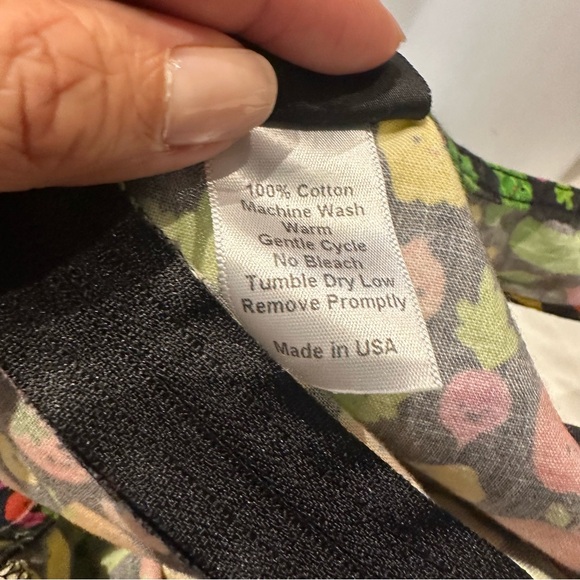 100% Cotton
Machine Wash
Warm
Gentle Cycle
No Bleach
Tumble Dry Low
Remove Promptly
Made in USA